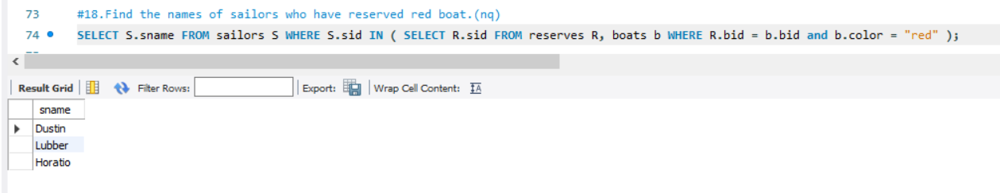 73 #18.Find the names of sailors who have reserved red boat.(nq)
74 SELECT S.sname FROM sailors S WHERE S.sid IN ( SELECT R.sid FROM reserves R, boats b WHERE R.bid = b.bid and b.color = "red" );
Result Grid Filter Rows: Export: Wrap Cell Content: IA
sname
Dustin
Lubber
Horatio